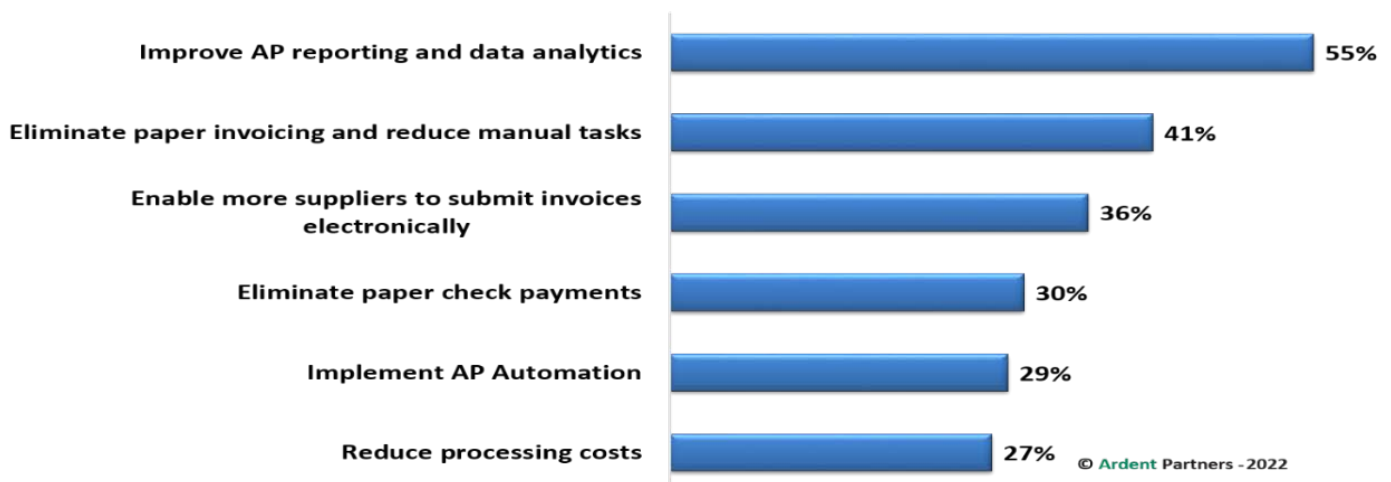 Improve AP reporting and data analytics 55%
Eliminate paper invoicing and reduce manual tasks 41%
Enable more suppliers to submit invoices
electronically 36%
Eliminate paper check payments 30%
Implement AP Automation 29%
Reduce processing costs 27%
© Ardent Partners - 2022